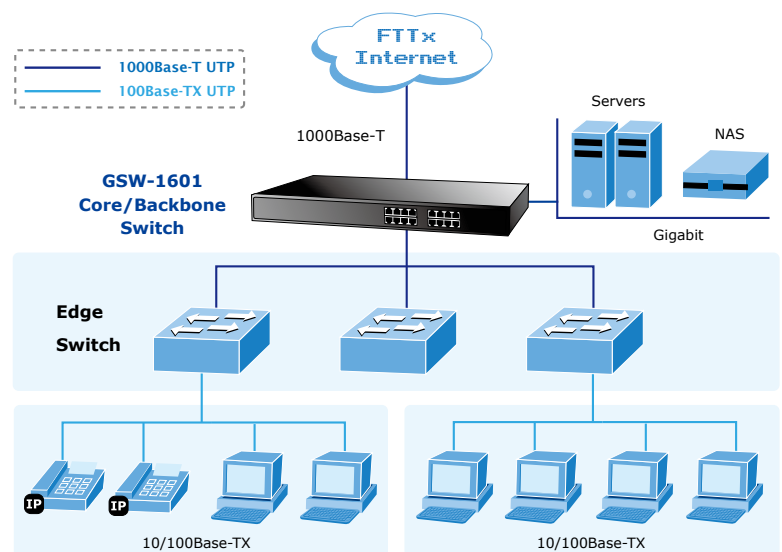 FTTx
Internet
1000Base-T UTP
100Base-TX UTP
1000Base-T
Servers
NAS
GSW-1601
Core/Backbone
Switch
Gigabit
Edge
Switch
IP
IP
10/100Base-TX
10/100Base-TX